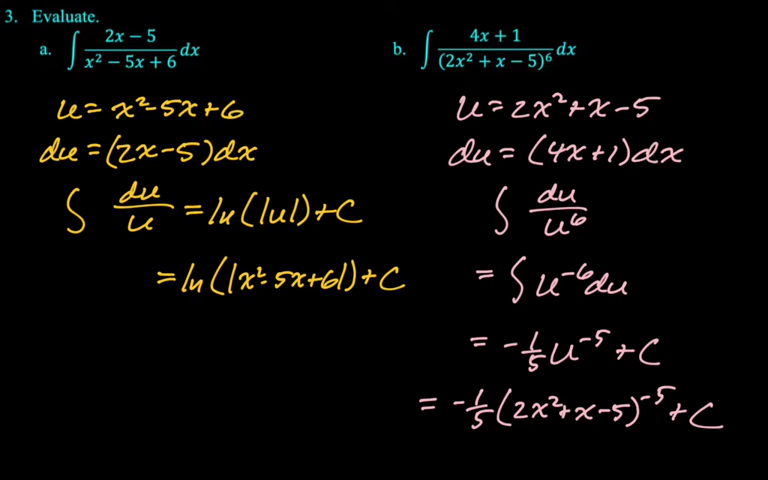 3. Evaluate.
a. ∫ (2x − 5)/(x² − 5x + 6) dx
u = x² - 5x + 6
du = (2x − 5)dx
∫ du/u = ln(|u|) + C
= ln(|x² - 5x + 6|) + C
b. ∫ (4x + 1)/(2x² + x − 5)⁶ dx
u = 2x² + x − 5
du = (4x + 1)dx
∫ du/u⁶
= ∫ u⁻⁶ du
= -1/5 u⁻⁵ + C
= -1/5 (2x² + x − 5)⁻⁵ + C